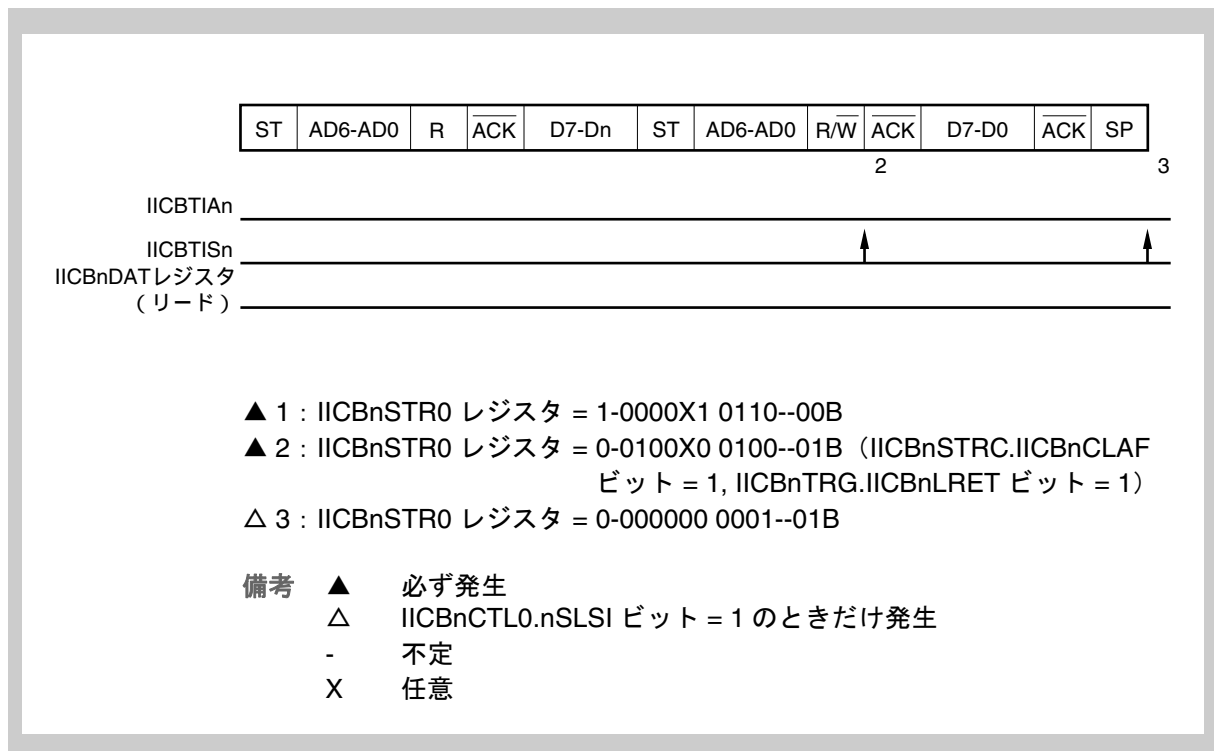 ST AD6-AD0 R ACK D7-Dn ST AD6-AD0 R/W ACK D7-D0 ACK SP
2 3
IICBTIAn
IICBTISn
IICBnDATレジスタ
(リード)
▲ 1：IICBnSTR0 レジスタ = 1-0000X1 0110--00B
▲ 2：IICBnSTR0 レジスタ = 0-0100X0 0100--01B（IICBnSTRC.IICBnCLAF
ビット = 1, IICBnTRG.IICBnLRET ビット = 1）
△ 3：IICBnSTR0 レジスタ = 0-000000 0001--01B
備考 ▲ 必ず発生
△ IICBnCTL0.nSLSI ビット = 1 のときだけ発生
- 不定
X 任意